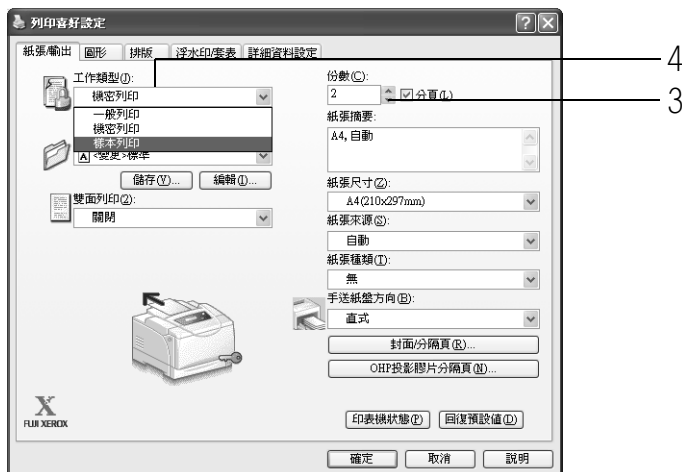 列印喜好設定
紙張/輸出 圖形 排版 浮水印/套表 詳細資料設定
工作類型(J):
機密列印
一般列印
機密列印
樣本列印
<變更>標準
儲存(Y)... 編輯(I)...
雙面列印(2):
關閉
份數(C):
2 分頁(L)
紙張摘要:
A4, 自動
紙張尺寸(Z):
A4(210x297mm)
紙張來源(S):
自動
紙張種類(T):
無
手送紙盤方向(B):
直式
封面/分隔頁(R)...
OHP投影膠片分隔頁(N)...
FUJI XEROX
印表機狀態(P) 回復預設值(D)
確定 取消 說明
4
3